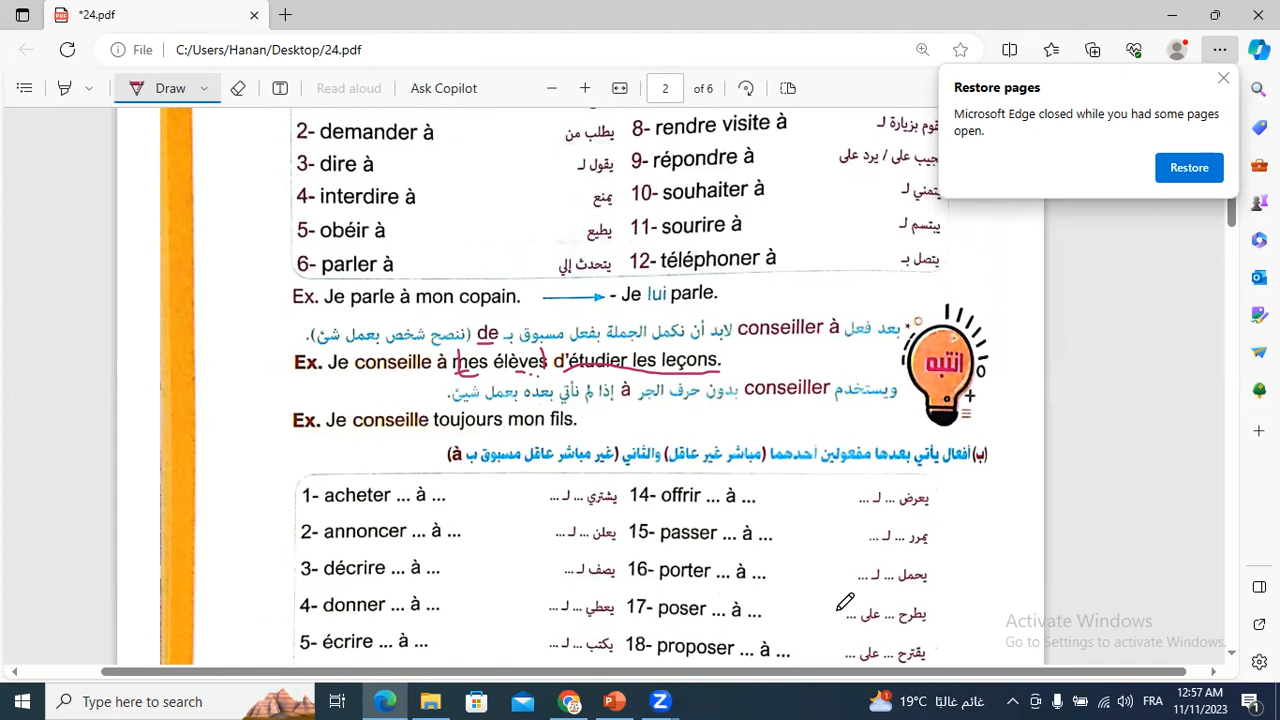 *24.pdf
File C:/Users/Hanan/Desktop/24.pdf
Draw
Read aloud
Ask Copilot
2 of 6
Restore pages
Microsoft Edge closed while you had some pages open.
Restore
2- demander à يطلب من 8- rendre visite à يقوم بزيارة لـ
3- dire à يقول لـ 9- répondre à يجيب على / يرد على
4- interdire à يمنع 10- souhaiter à يتمني لـ
5- obéir à يطيع 11- sourire à يبتسم لـ
6- parler à يتحدث إلي 12- téléphoner à يتصل بـ
Ex. Je parle à mon copain. - Je lui parle.
بعد فعل conseiller à لابد أن نكمل الجملة بفعل مسبوق بـ de (ننصح شخص بعمل شئ).
Ex. Je conseille à mes élèves d'étudier les leçons.
انتبه
ويستخدم conseiller بدون حرف الجر à إذا لم نأتي بعده بعمل شيئ.
Ex. Je conseille toujours mon fils.
(ب) أفعال يأتي بعدها مفعولين أحدهما (مباشر غير عاقل) والثاني (غير مباشر عاقل مسبوق ب à)
1- acheter ... à ... يشتري ... لـ ... 14- offrir ... à ... يعرض ... لـ ...
2- annoncer ... à ... يعلن ... لـ ... 15- passer ... à ... يمرر ... لـ ...
3- décrire ... à ... يصف لـ ... 16- porter ... à ... يحمل ... لـ ...
4- donner ... à ... يعطي ... لـ ... 17- poser ... à ... يطرح ... على ...
5- écrire ... à ... يكتب ... لـ ... 18- proposer ... à ... يقترح ... على ...
Activate Windows
Go to Settings to activate Windows.
Type here to search
19°C غائم غالبًا
FRA
12:57 AM
11/11/2023